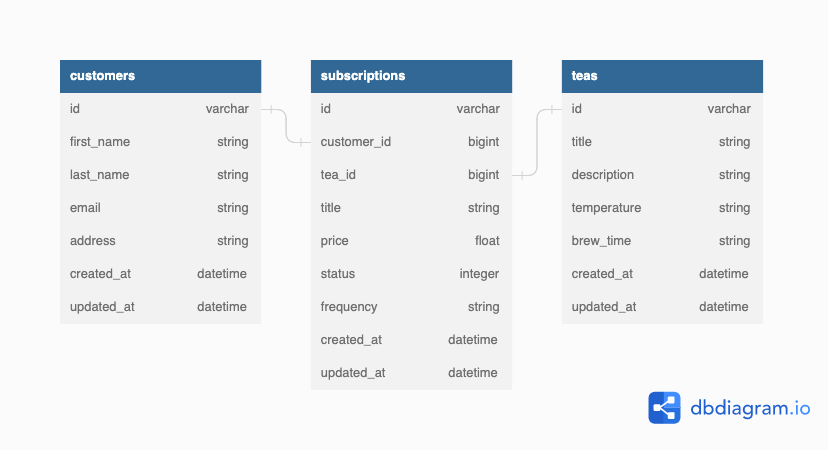 customers
id varchar
first_name string
last_name string
email string
address string
created_at datetime
updated_at datetime
subscriptions
id varchar
customer_id bigint
tea_id bigint
title string
price float
status integer
frequency string
created_at datetime
updated_at datetime
teas
id varchar
title string
description string
temperature string
brew_time string
created_at datetime
updated_at datetime
dbdiagram.io